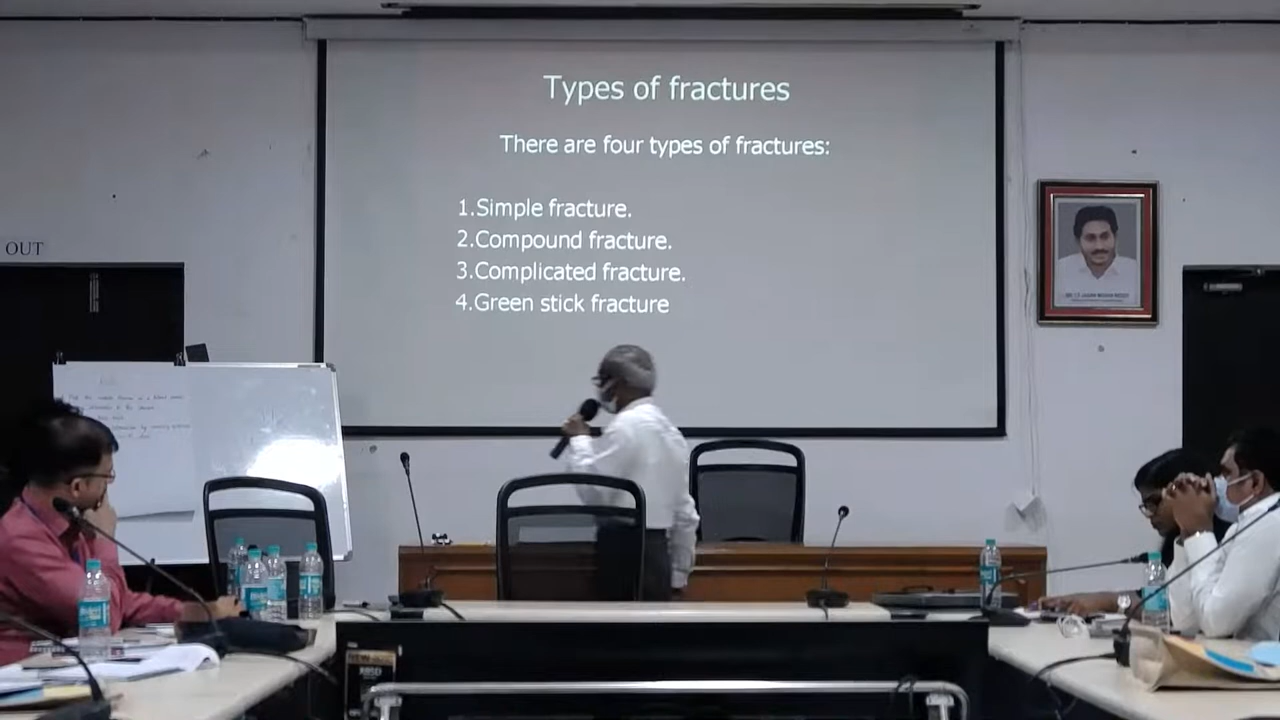 Types of fractures
There are four types of fractures:
1.Simple fracture.
2.Compound fracture.
3.Complicated fracture.
4.Green stick fracture
OUT